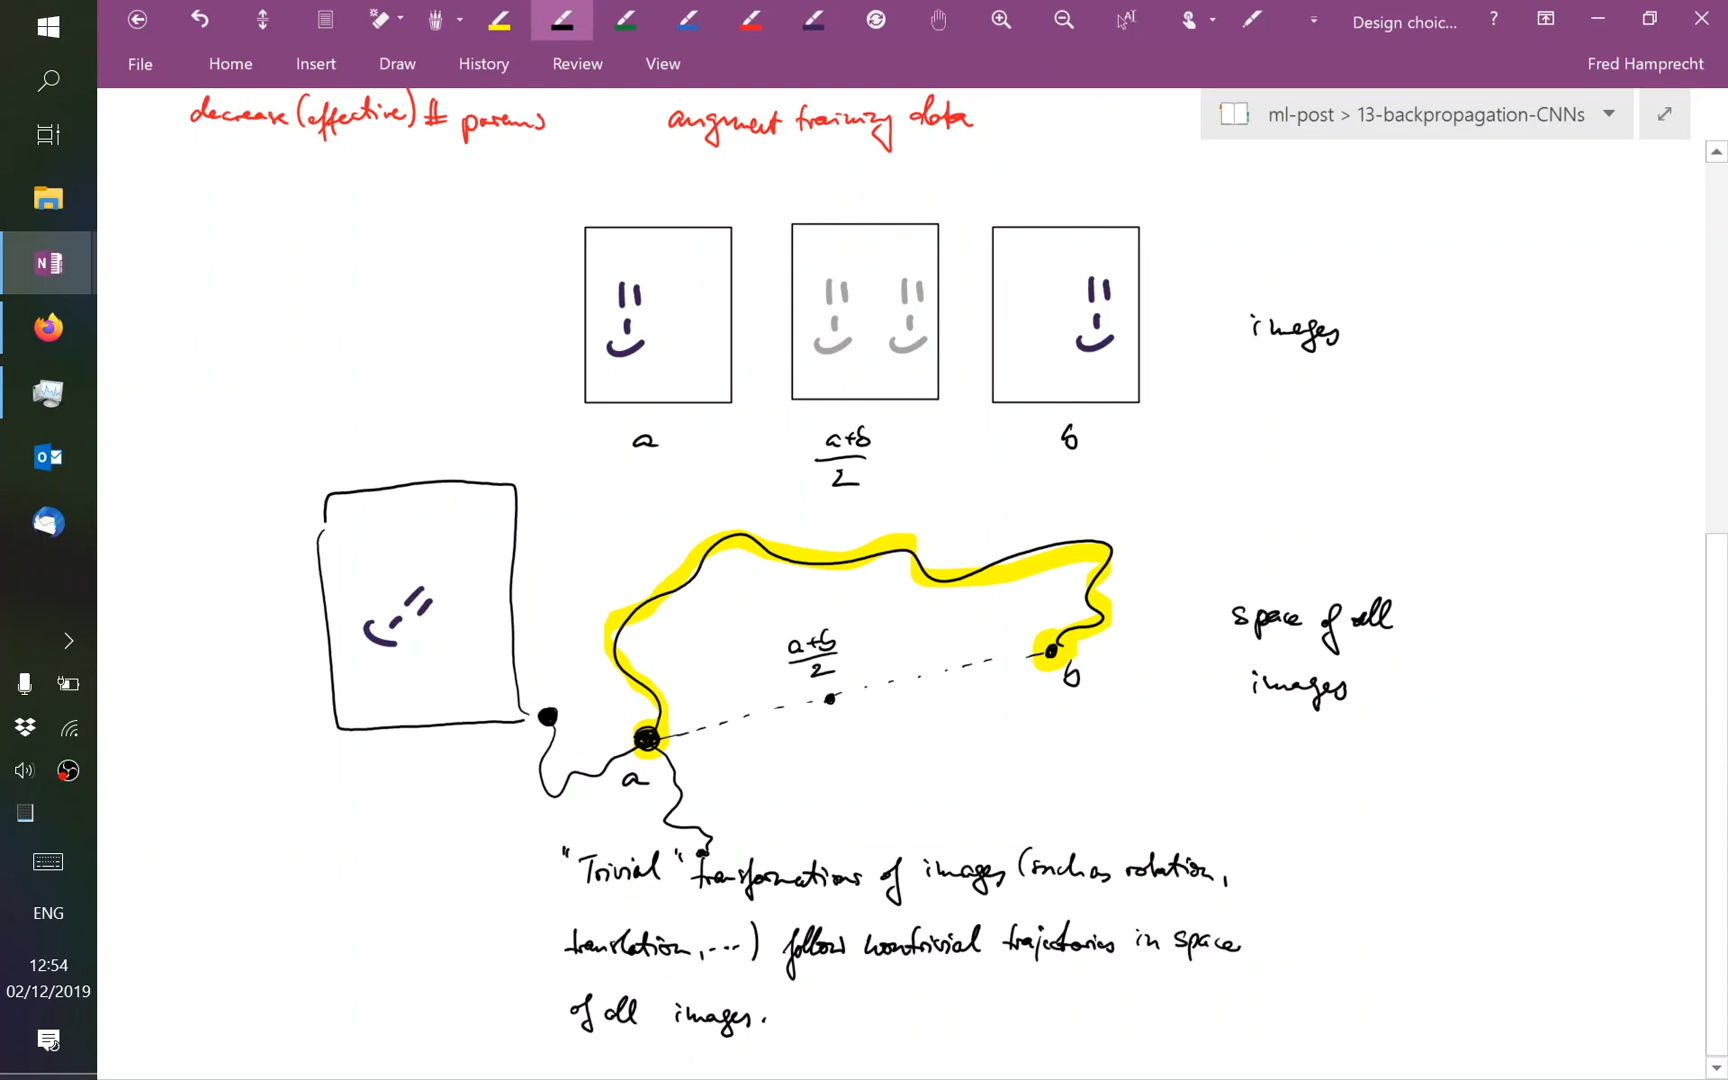 Design choic...
?
File
Home
Insert
Draw
History
Review
View
Fred Hamprecht
decrease (effective) # params
augment training data
ml-post > 13-backpropagation-CNNs
images
a
a+b
2
b
a+b
2
b
a
space of all
images
"Trivial" transformations of images (such as rotation,
translation, ...) follow nontrivial trajectories in space
of all images.
ENG
12:54
02/12/2019